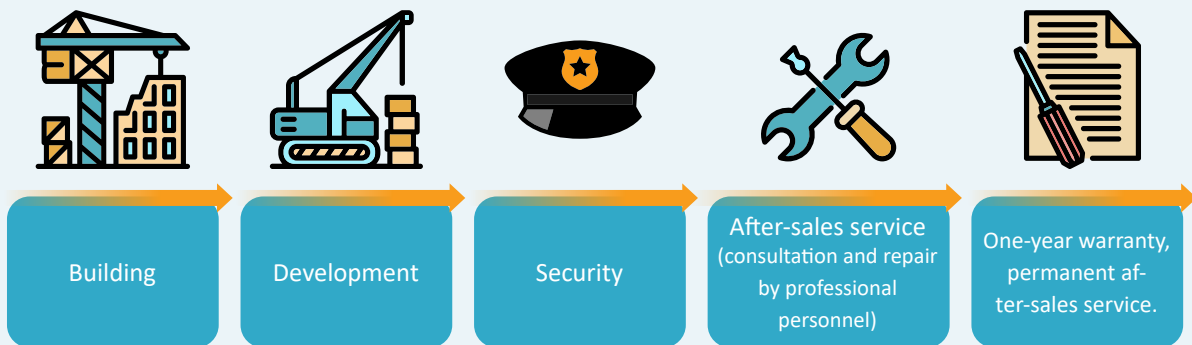 Building
Development
Security
After-sales service
(consultation and repair
by professional
personnel)
One-year warranty,
permanent af-
ter-sales service.